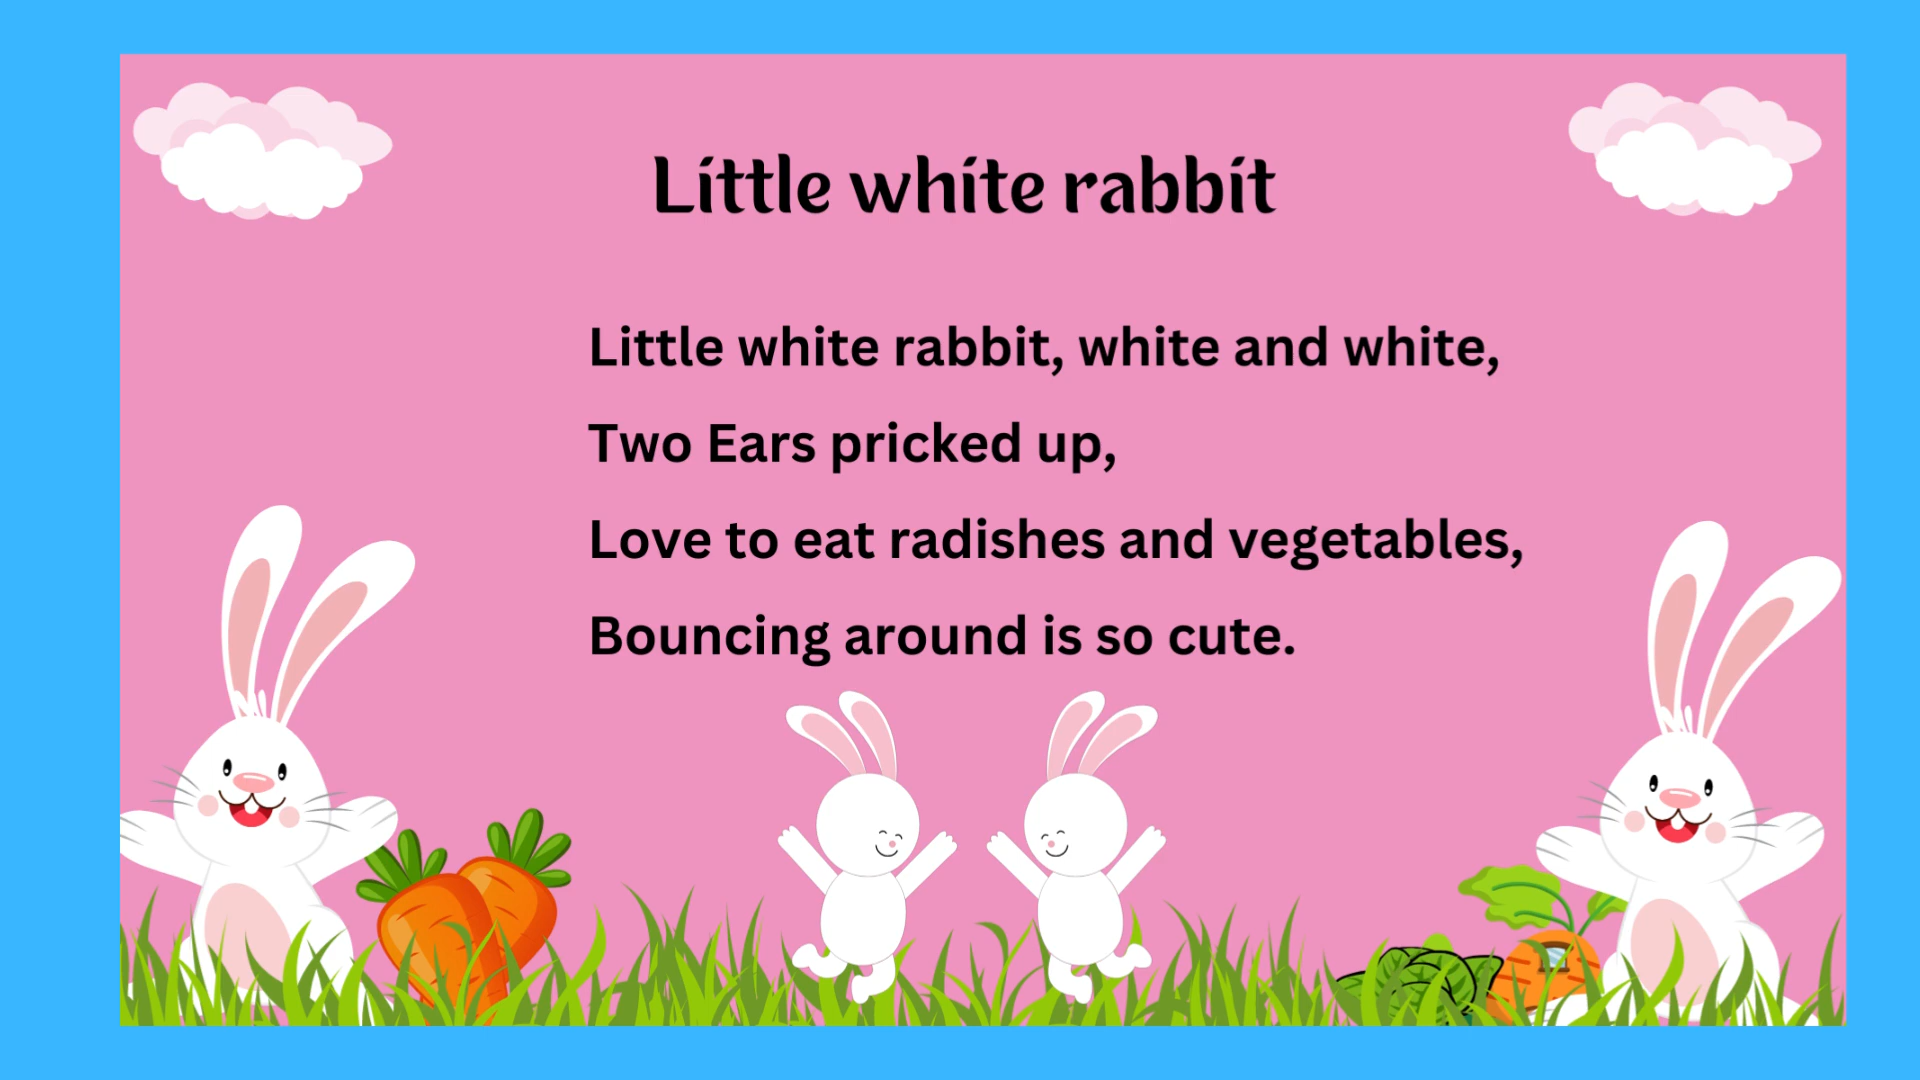 Little white rabbit
Little white rabbit, white and white,
Two Ears pricked up,
Love to eat radishes and vegetables,
Bouncing around is so cute.